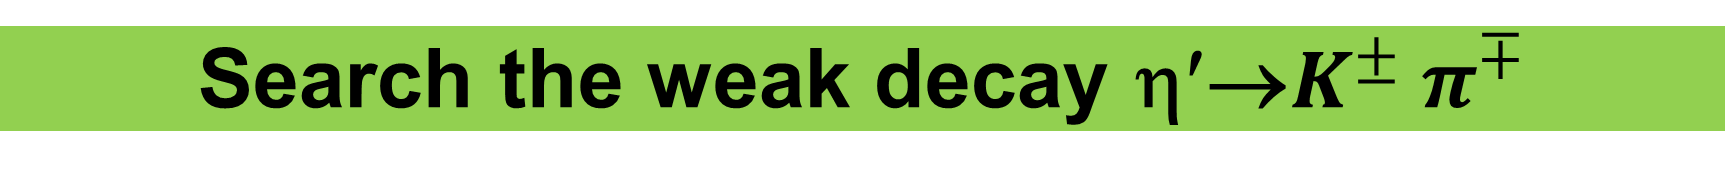 Search the weak decay η′→K± π∓